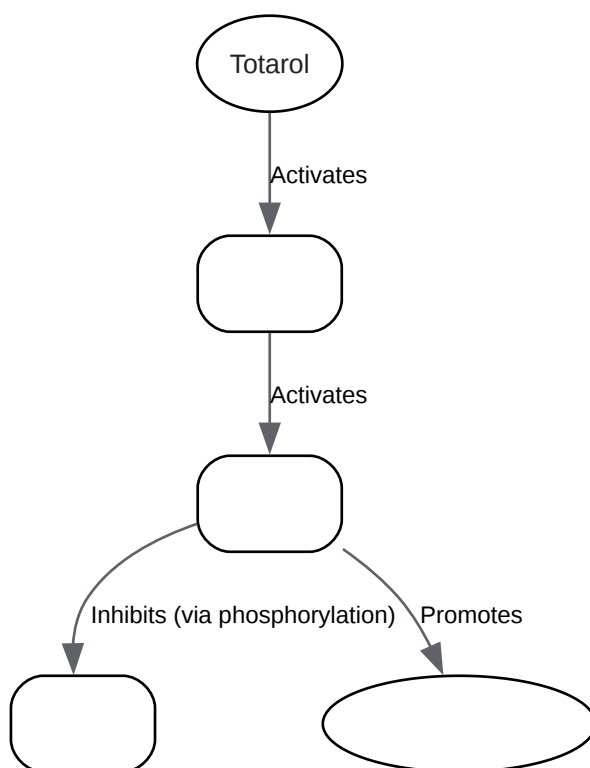 Totarol
Activates
Activates
Inhibits (via phosphorylation)
Promotes